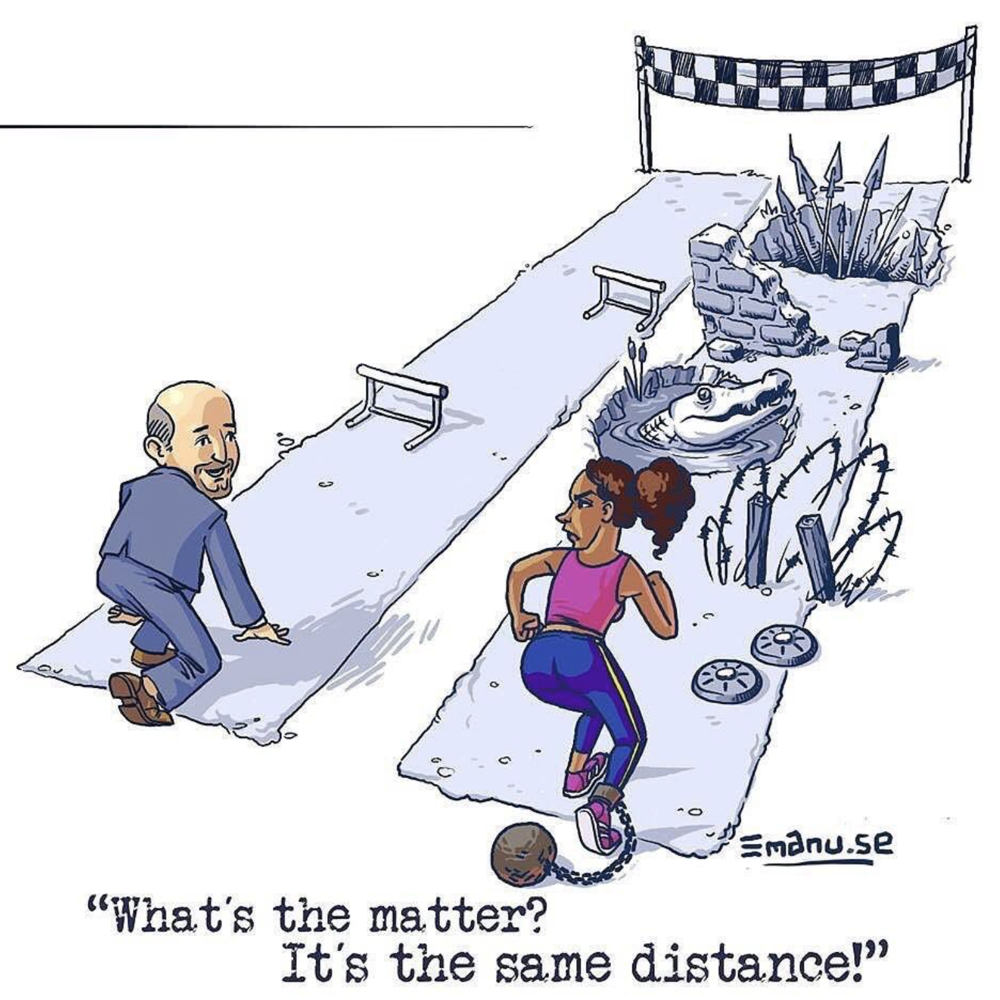 Emanu.se
“What's the matter?
It's the same distance!”